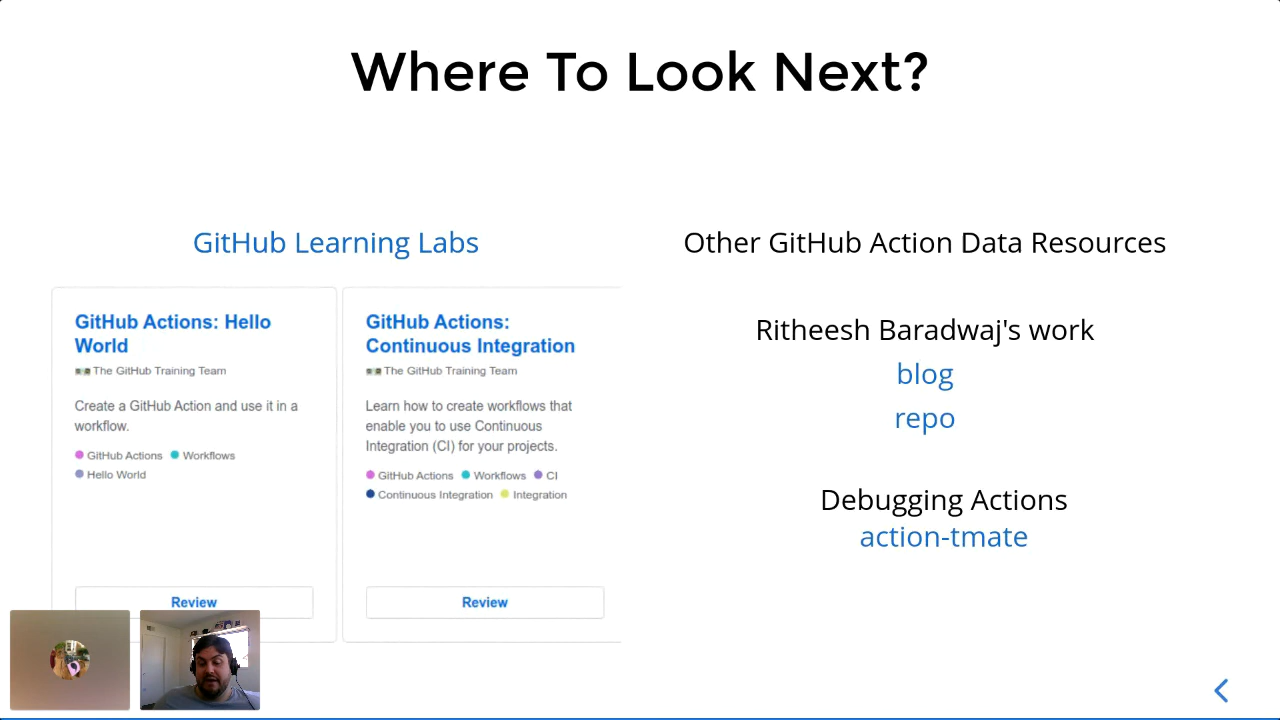 Where To Look Next?
GitHub Learning Labs
GitHub Actions: Hello
World
The GitHub Training Team
Create a GitHub Action and use it in a
workflow.
GitHub Actions Workflows
Hello World
Review
GitHub Actions:
Continuous Integration
The GitHub Training Team
Learn how to create workflows that
enable you to use Continuous
Integration (CI) for your projects.
GitHub Actions Workflows CI
Continuous Integration Integration
Review
Other GitHub Action Data Resources
Ritheesh Baradwaj's work
blog
repo
Debugging Actions
action-tmate